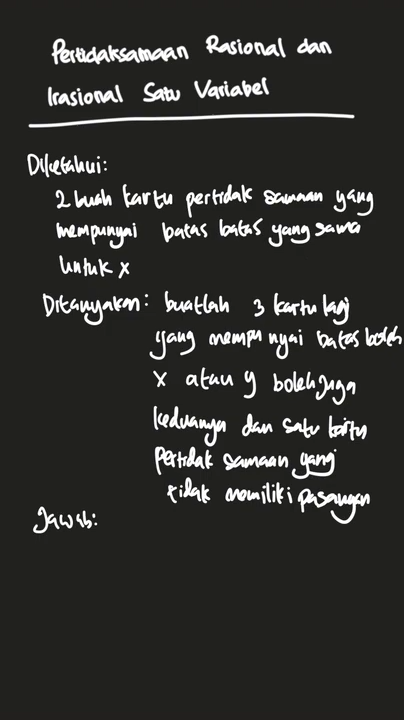 Pertidaksamaan Rasional dan
Irasional Satu Variabel
Diketahui:
2 buah kartu pertidak samaan yang
mempunyai batas batas yang sama
untuk x
Ditanyakan: buatlah 3 kartu lagi
yang mempunyai batas boleh
x atau y boleh juga
keduanya dan satu kartu
pertidak samaan yang
tidak memiliki pasangan
Jawab: